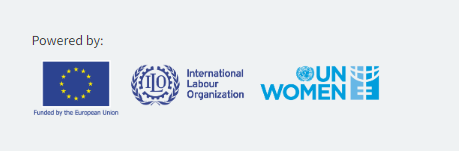 Powered by:
Funded by the European Union
ILO
International
Labour
Organization
UN
WOMEN